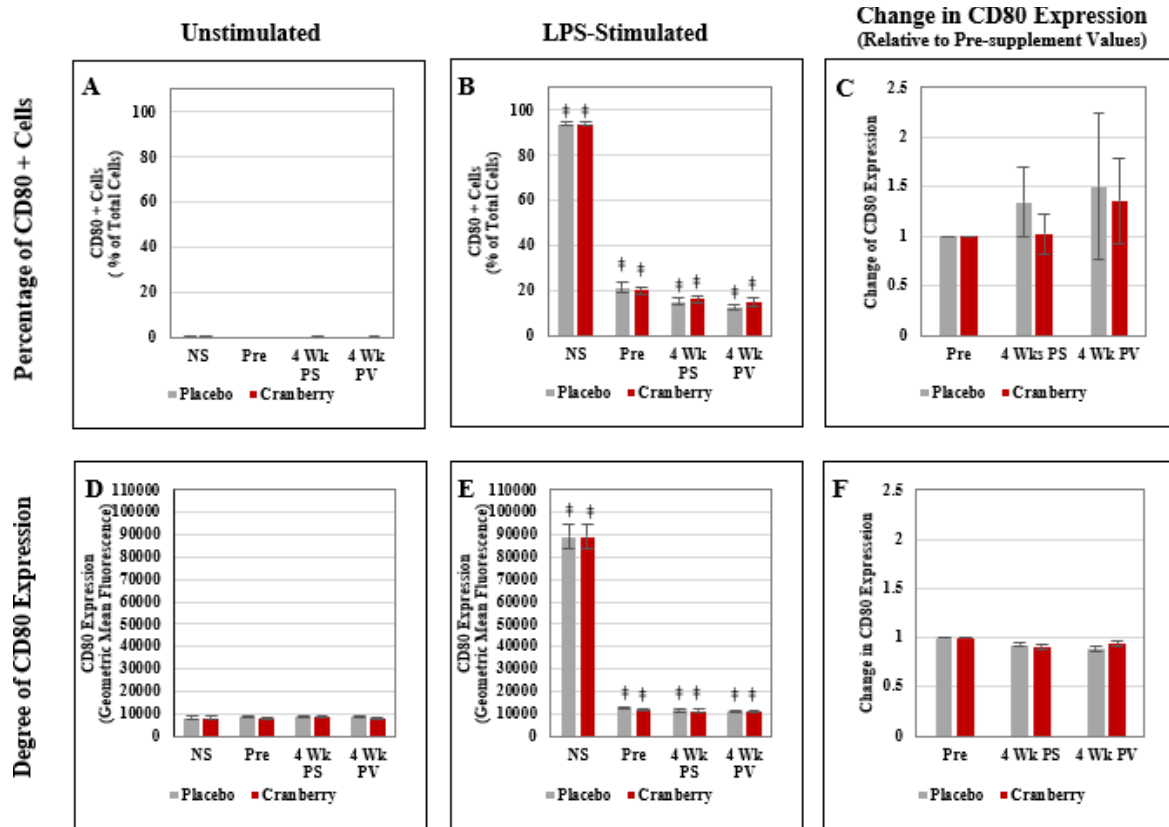 Unstimulated
LPS-Stimulated
Change in CD80 Expression
(Relative to Pre-supplement Values)
Percentage of CD80 + Cells
A
CD80 + Cells
( % of Total Cells)
100
80
60
40
20
0
NS Pre 4 Wk PS 4 Wk PV
Placebo Cranberry
B
CD80 + Cells
(% of Total Cells)
100
80
60
40
20
0
‡ ‡ ‡ ‡ ‡ ‡ ‡ ‡
NS Pre 4 Wk PS 4 Wk PV
Placebo Cranberry
C
Change of CD80 Expression
2.5
2
1.5
1
0.5
0
Pre 4 Wks PS 4 Wk PV
Placebo Cranberry
Degree of CD80 Expression
D
CD80 Expression
(Geometric Mean Fluorescence)
110000
100000
90000
80000
70000
60000
50000
40000
30000
20000
10000
0
NS Pre 4 Wk PS 4 Wk PV
Placebo Cranberry
E
CD80 Expression
(Geometric Mean Fluorescence)
110000
100000
90000
80000
70000
60000
50000
40000
30000
20000
10000
0
‡ ‡ ‡ ‡ ‡ ‡ ‡ ‡
NS Pre 4 Wk PS 4 Wk PV
Placebo Cranberry
F
Change in CD80 Expresseion
2.5
2
1.5
1
0.5
0
Pre 4 Wk PS 4 Wk PV
Placebo Cranberry